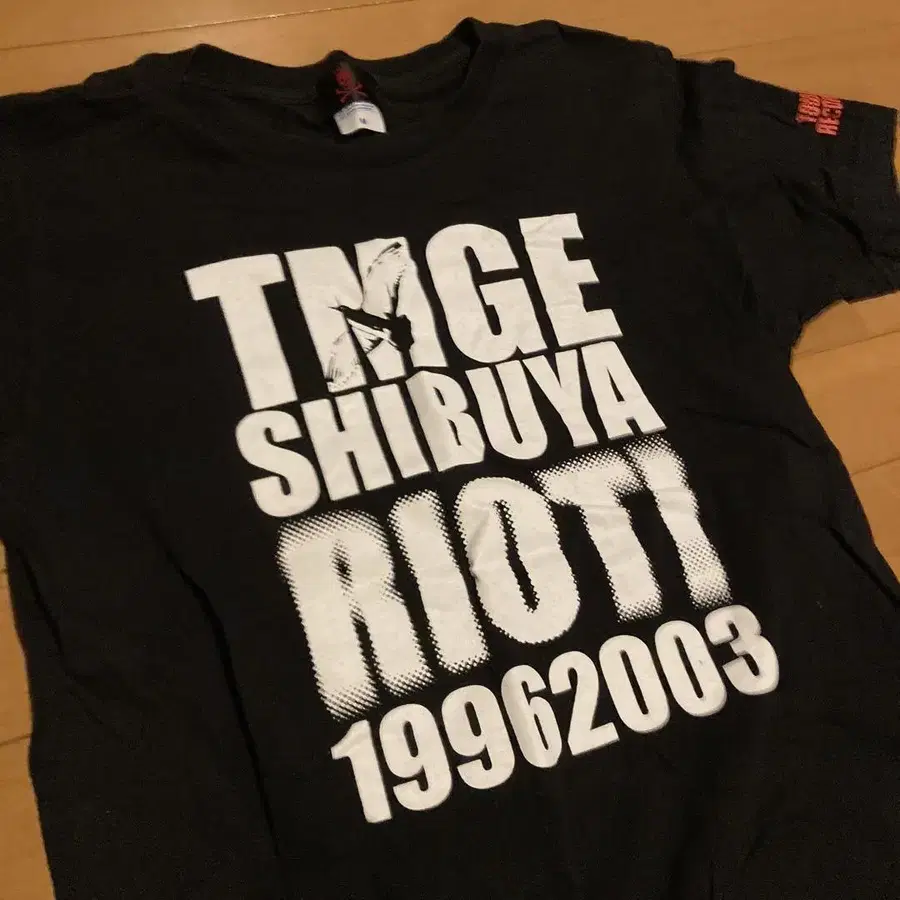 TMGE
SHIBUYA
RIOT!
19962003
M